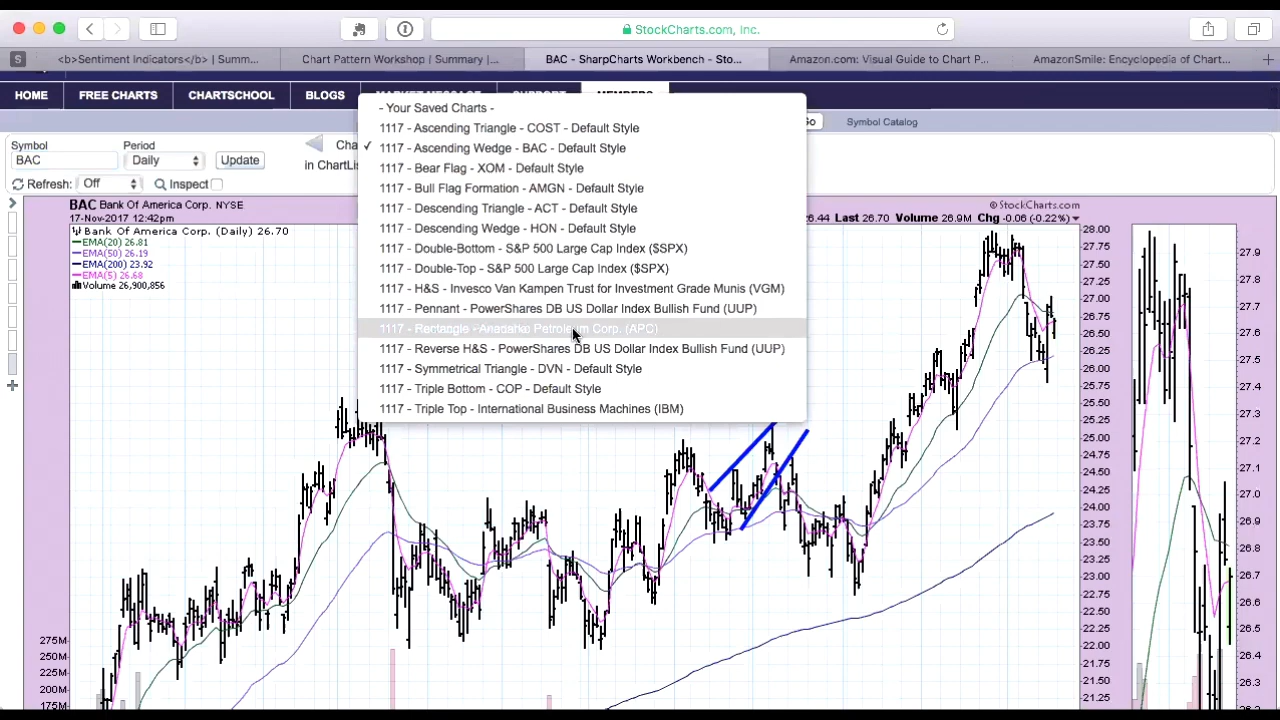 StockCharts.com, Inc.
S
<b>Sentiment Indicators</b> | Summ...
Chart Pattern Workshop | Summary |...
BAC - SharpCharts Workbench - Sto...
Amazon.com: Visual Guide to Chart P...
AmazonSmile: Encyclopedia of Chart...
HOME
FREE CHARTS
CHARTSCHOOL
BLOGS
MARKET MESSAGE
SUPPORT
MEMBERS
Go
Symbol Catalog
Symbol
BAC
Period
Daily
Update
Refresh: Off
Inspect
Cha
in ChartLis
- Your Saved Charts -
1117 - Ascending Triangle - COST - Default Style
✓ 1117 - Ascending Wedge - BAC - Default Style
1117 - Bear Flag - XOM - Default Style
1117 - Bull Flag Formation - AMGN - Default Style
1117 - Descending Triangle - ACT - Default Style
1117 - Descending Wedge - HON - Default Style
1117 - Double-Bottom - S&P 500 Large Cap Index ($SPX)
1117 - Double-Top - S&P 500 Large Cap Index ($SPX)
1117 - H&S - Invesco Van Kampen Trust for Investment Grade Munis (VGM)
1117 - Pennant - PowerShares DB US Dollar Index Bullish Fund (UUP)
1117 - Rectangle - Anadarko Petroleum Corp. (APC)
1117 - Reverse H&S - PowerShares DB US Dollar Index Bullish Fund (UUP)
1117 - Symmetrical Triangle - DVN - Default Style
1117 - Triple Bottom - COP - Default Style
1117 - Triple Top - International Business Machines (IBM)
BAC Bank Of America Corp. NYSE
© StockCharts.com
17-Nov-2017 12:42pm
26.44 Last 26.70 Volume 26.9M Chg -0.06 (-0.22%)
Bank Of America Corp. (Daily) 26.70
EMA(20) 26.81
EMA(50) 26.19
EMA(200) 23.92
EMA(5) 26.68
Volume 26,900,856
28.00
27.75
27.50
27.25
27.00
26.75
26.50
26.25
26.00
25.75
25.50
25.25
25.00
24.75
24.50
24.25
24.00
23.75
23.50
23.25
23.00
22.75
22.50
22.25
22.00
21.75
21.50
21.25
275M
250M
225M
200M
175M
27.9
27.8
27.7
27.6
27.5
27.4
27.3
27.2
27.1
27.0
26.9
26.8
26.7
26.6
26.5
26.4
26.3